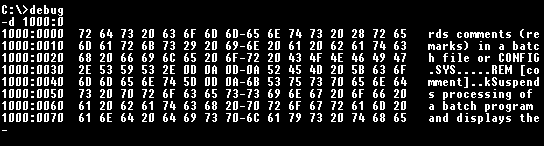 C:\>debug
-d 1000:0
1000:0000 72 64 73 20 63 6F 6D 6D-65 6E 74 73 20 28 72 65 rds comments (re
1000:0010 6D 61 72 6B 73 29 20 69-6E 20 61 20 62 61 74 63 marks) in a batc
1000:0020 68 20 66 69 6C 65 20 6F-72 20 43 4F 4E 46 49 47 h file or CONFIG
1000:0030 2E 53 59 53 2E 0D 0A 0D-0A 52 45 4D 20 5B 63 6F .SYS.....REM [co
1000:0040 6D 6D 65 6E 74 5D 0D 0A-6B 53 75 73 70 65 6E 64 mment]..kSuspend
1000:0050 73 20 70 72 6F 63 65 73-73 69 6E 67 20 6F 66 20 s processing of
1000:0060 61 20 62 61 74 63 68 20-70 72 6F 67 72 61 6D 20 a batch program
1000:0070 61 6E 64 20 64 69 73 70-6C 61 79 73 20 74 68 65 and displays the
-